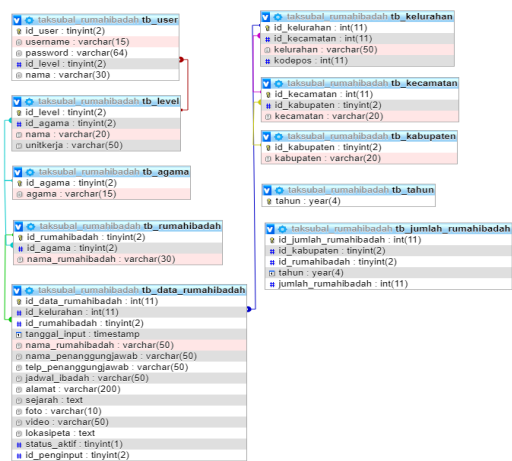 taksubal_rumahibadah tb_user
id_user : tinyint(2)
username : varchar(15)
password : varchar(64)
id_level : tinyint(2)
nama : varchar(30)
taksubal_rumahibadah tb_level
id_level : tinyint(2)
id_agama : tinyint(2)
nama : varchar(20)
unitkerja : varchar(50)
taksubal_rumahibadah tb_agama
id_agama : tinyint(2)
agama : varchar(15)
taksubal_rumahibadah tb_rumahibadah
id_rumahibadah : tinyint(2)
id_agama : tinyint(2)
nama_rumahibadah : varchar(30)
taksubal_rumahibadah tb_data_rumahibadah
id_data_rumahibadah : int(11)
id_kelurahan : int(11)
id_rumahibadah : tinyint(2)
tanggal_input : timestamp
nama_rumahibadah : varchar(50)
nama_penanggungjawab : varchar(50)
telp_penanggungjawab : varchar(50)
jadwal_ibadah : varchar(50)
alamat : varchar(200)
sejarah : text
foto : varchar(10)
video : varchar(50)
lokasipeta : text
status_aktif : tinyint(1)
id_penginput : tinyint(2)
taksubal_rumahibadah tb_kelurahan
id_kelurahan : int(11)
id_kecamatan : int(11)
kelurahan : varchar(50)
kodepos : int(11)
taksubal_rumahibadah tb_kecamatan
id_kecamatan : int(11)
id_kabupaten : tinyint(2)
kecamatan : varchar(20)
taksubal_rumahibadah tb_kabupaten
id_kabupaten : tinyint(2)
kabupaten : varchar(20)
taksubal_rumahibadah tb_tahun
tahun : year(4)
taksubal_rumahibadah tb_jumlah_rumahibadah
id_jumlah_rumahibadah : int(11)
id_kabupaten : tinyint(2)
id_rumahibadah : tinyint(2)
tahun : year(4)
jumlah_rumahibadah : int(11)